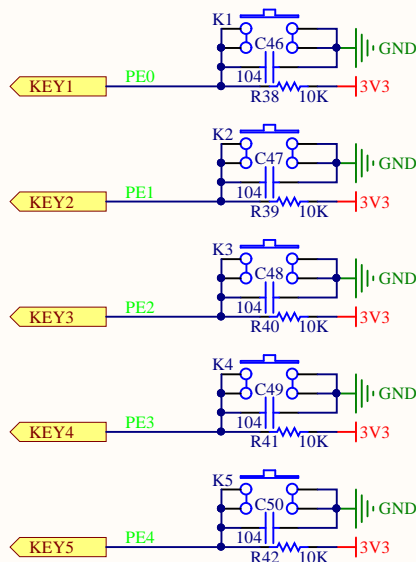 K1
C46
GND
KEY1 PE0 104 3V3
R38 10K
K2
C47
GND
KEY2 PE1 104 3V3
R39 10K
K3
C48
GND
KEY3 PE2 104 3V3
R40 10K
K4
C49
GND
KEY4 PE3 104 3V3
R41 10K
K5
C50
GND
KEY5 PE4 104 3V3
R42 10K